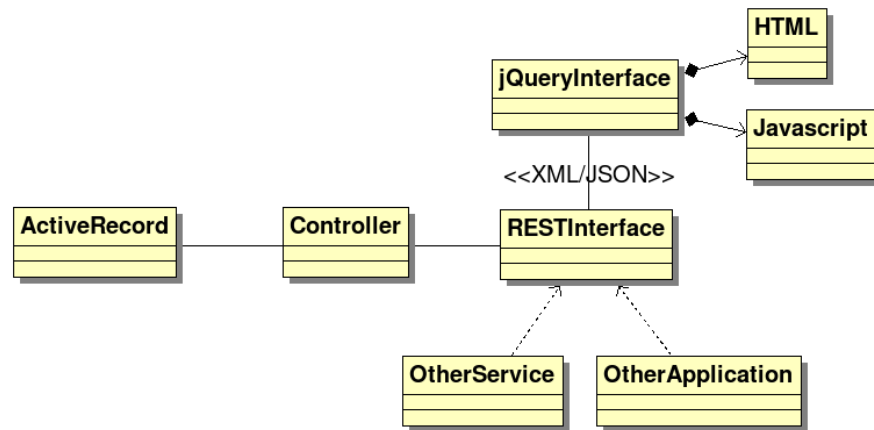 HTML
jQueryInterface
Javascript
<<XML/JSON>>
ActiveRecord
Controller
RESTInterface
OtherService
OtherApplication